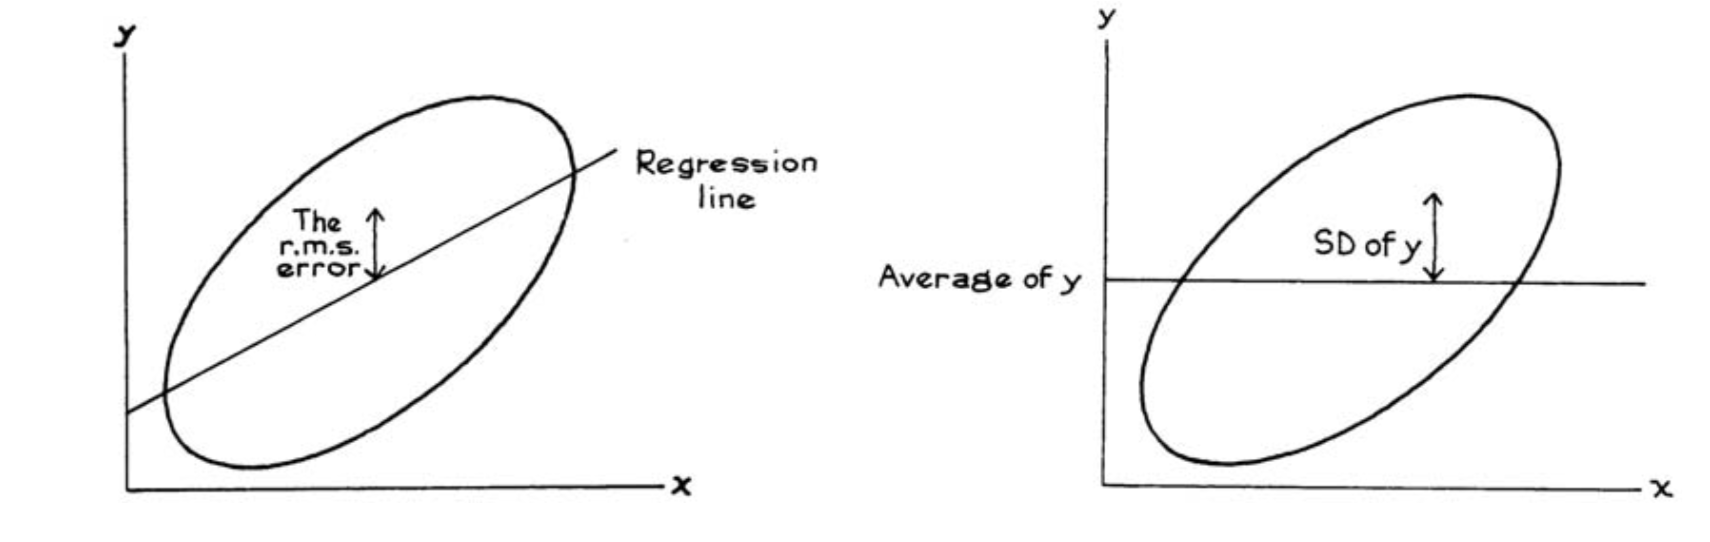 y
Regression
line
The
r.m.s.
error
x
y
SD of y
Average of y
x